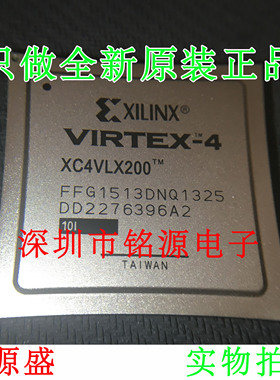 只做全新原装正品
XILINX®
VIRTEX™-4
XC4VLX200™
FFG1513DNQ1325
DD2276396A2
10I
深圳市铭源电子
TAIWAN
源盛
实物拍